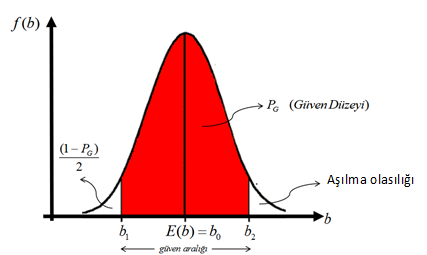 f(b)
P_G (Güven Düzeyi)
(1-P_G)
2
Aşılma olasılığı
b_1
E(b)=b_0
b_2
b
güven aralığı